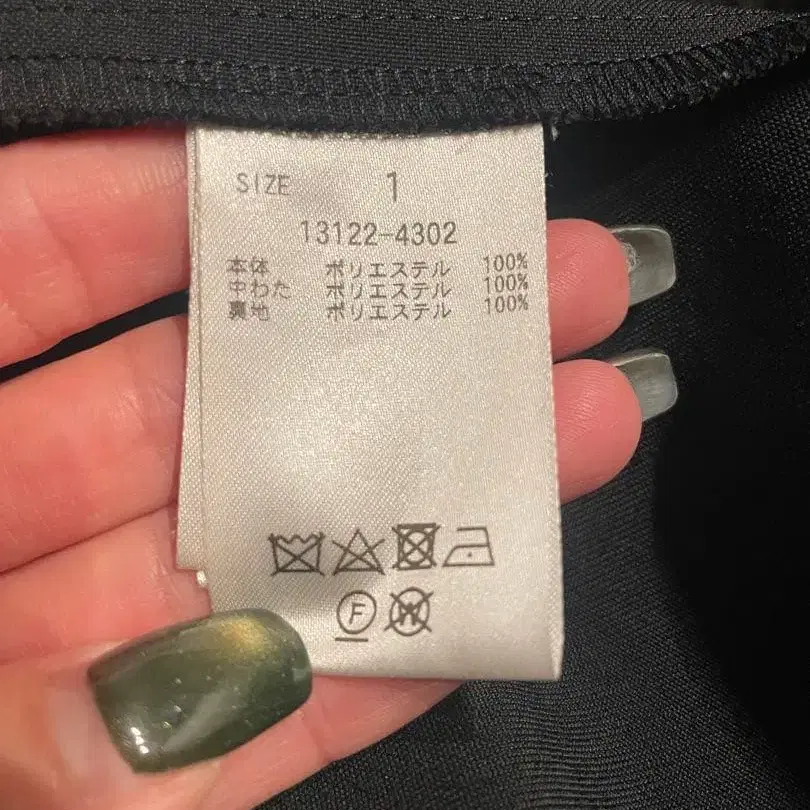 SIZE 1
13122-4302
本体 ポリエステル 100%
中わた ポリエステル 100%
裏地 ポリエステル 100%
F W